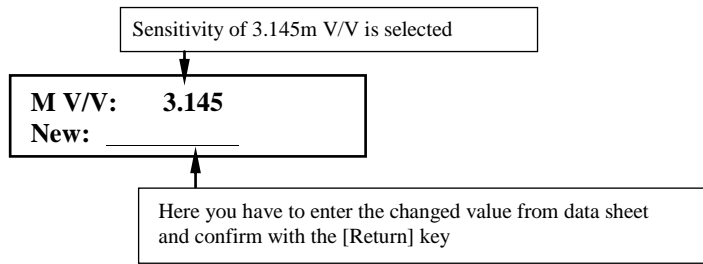 Sensitivity of 3.145m V/V is selected
M V/V: 3.145
New:
Here you have to enter the changed value from data sheet
and confirm with the [Return] key